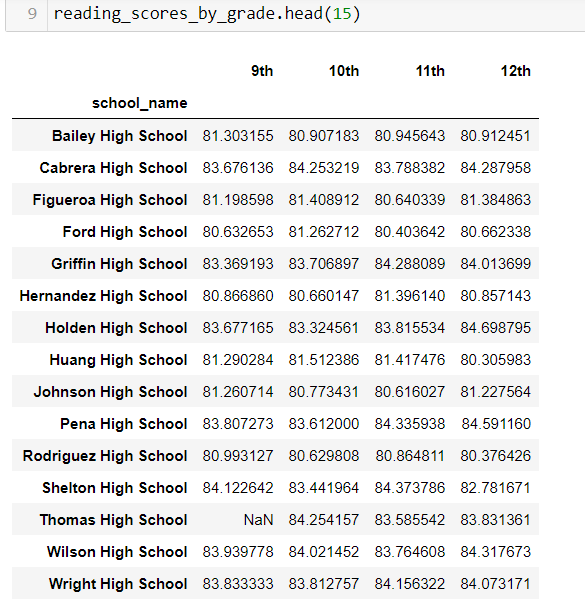 9 reading_scores_by_grade.head(15)
9th 10th 11th 12th
school_name
Bailey High School 81.303155 80.907183 80.945643 80.912451
Cabrera High School 83.676136 84.253219 83.788382 84.287958
Figueroa High School 81.198598 81.408912 80.640339 81.384863
Ford High School 80.632653 81.262712 80.403642 80.662338
Griffin High School 83.369193 83.706897 84.288089 84.013699
Hernandez High School 80.866860 80.660147 81.396140 80.857143
Holden High School 83.677165 83.324561 83.815534 84.698795
Huang High School 81.290284 81.512386 81.417476 80.305983
Johnson High School 81.260714 80.773431 80.616027 81.227564
Pena High School 83.807273 83.612000 84.335938 84.591160
Rodriguez High School 80.993127 80.629808 80.864811 80.376426
Shelton High School 84.122642 83.441964 84.373786 82.781671
Thomas High School NaN 84.254157 83.585542 83.831361
Wilson High School 83.939778 84.021452 83.764608 84.317673
Wright High School 83.833333 83.812757 84.156322 84.073171